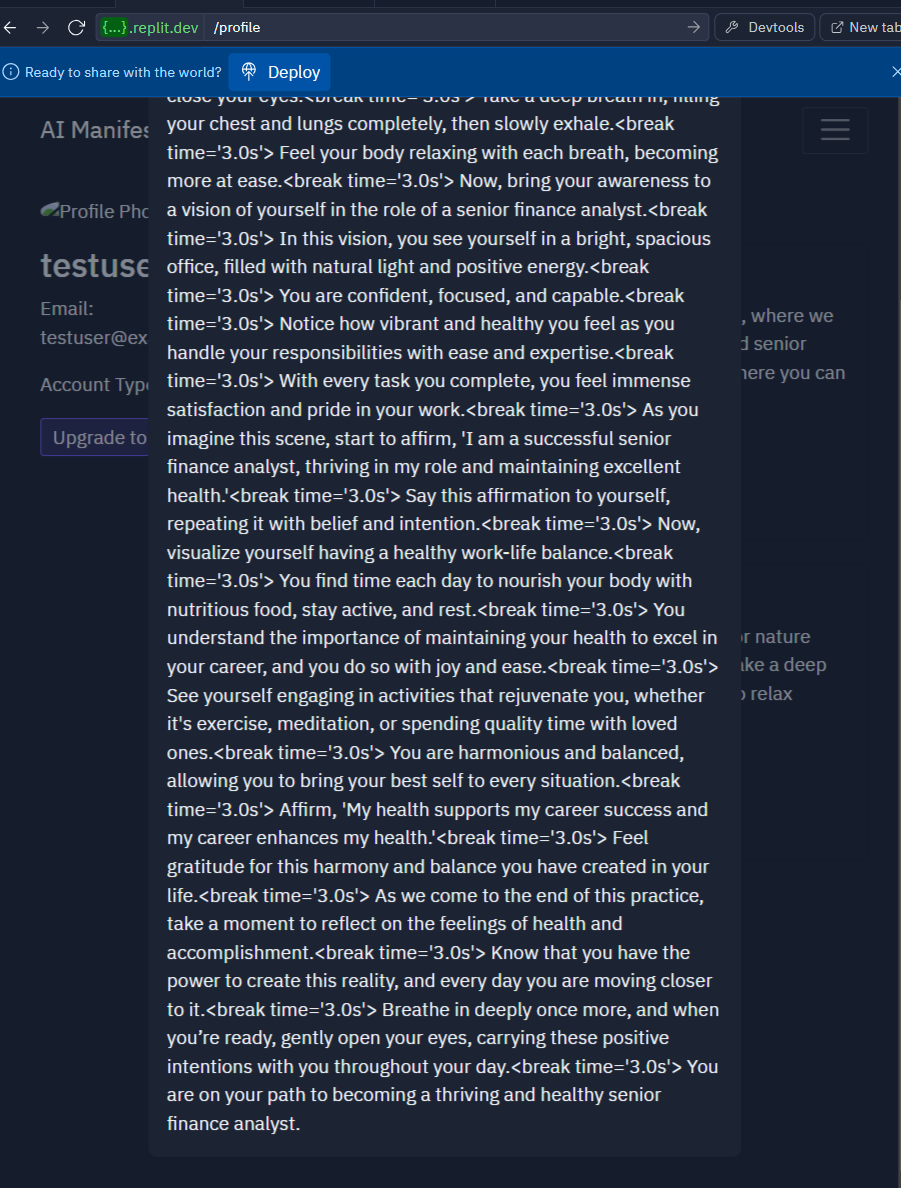 {...}.replit.dev /profile
Devtools
New tab
Ready to share with the world?
Deploy
close your eyes.<break time='3.0s'> Take a deep breath in, filling
your chest and lungs completely, then slowly exhale.<break
time='3.0s'> Feel your body relaxing with each breath, becoming
more at ease.<break time='3.0s'> Now, bring your awareness to
a vision of yourself in the role of a senior finance analyst.<break
time='3.0s'> In this vision, you see yourself in a bright, spacious
office, filled with natural light and positive energy.<break
time='3.0s'> You are confident, focused, and capable.<break
time='3.0s'> Notice how vibrant and healthy you feel as you
handle your responsibilities with ease and expertise.<break
time='3.0s'> With every task you complete, you feel immense
satisfaction and pride in your work.<break time='3.0s'> As you
imagine this scene, start to affirm, 'I am a successful senior
finance analyst, thriving in my role and maintaining excellent
health.'<break time='3.0s'> Say this affirmation to yourself,
repeating it with belief and intention.<break time='3.0s'> Now,
visualize yourself having a healthy work-life balance.<break
time='3.0s'> You find time each day to nourish your body with
nutritious food, stay active, and rest.<break time='3.0s'> You
understand the importance of maintaining your health to excel in
your career, and you do so with joy and ease.<break time='3.0s'>
See yourself engaging in activities that rejuvenate you, whether
it's exercise, meditation, or spending quality time with loved
ones.<break time='3.0s'> You are harmonious and balanced,
allowing you to bring your best self to every situation.<break
time='3.0s'> Affirm, 'My health supports my career success and
my career enhances my health.'<break time='3.0s'> Feel
gratitude for this harmony and balance you have created in your
life.<break time='3.0s'> As we come to the end of this practice,
take a moment to reflect on the feelings of health and
accomplishment.<break time='3.0s'> Know that you have the
power to create this reality, and every day you are moving closer
to it.<break time='3.0s'> Breathe in deeply once more, and when
you’re ready, gently open your eyes, carrying these positive
intentions with you throughout your day.<break time='3.0s'> You
are on your path to becoming a thriving and healthy senior
finance analyst.
AI Manifes
Profile Pho
testuse
Email:
testuser@ex
Account Type
Upgrade to
, where we
d senior
here you can
or nature
ake a deep
o relax